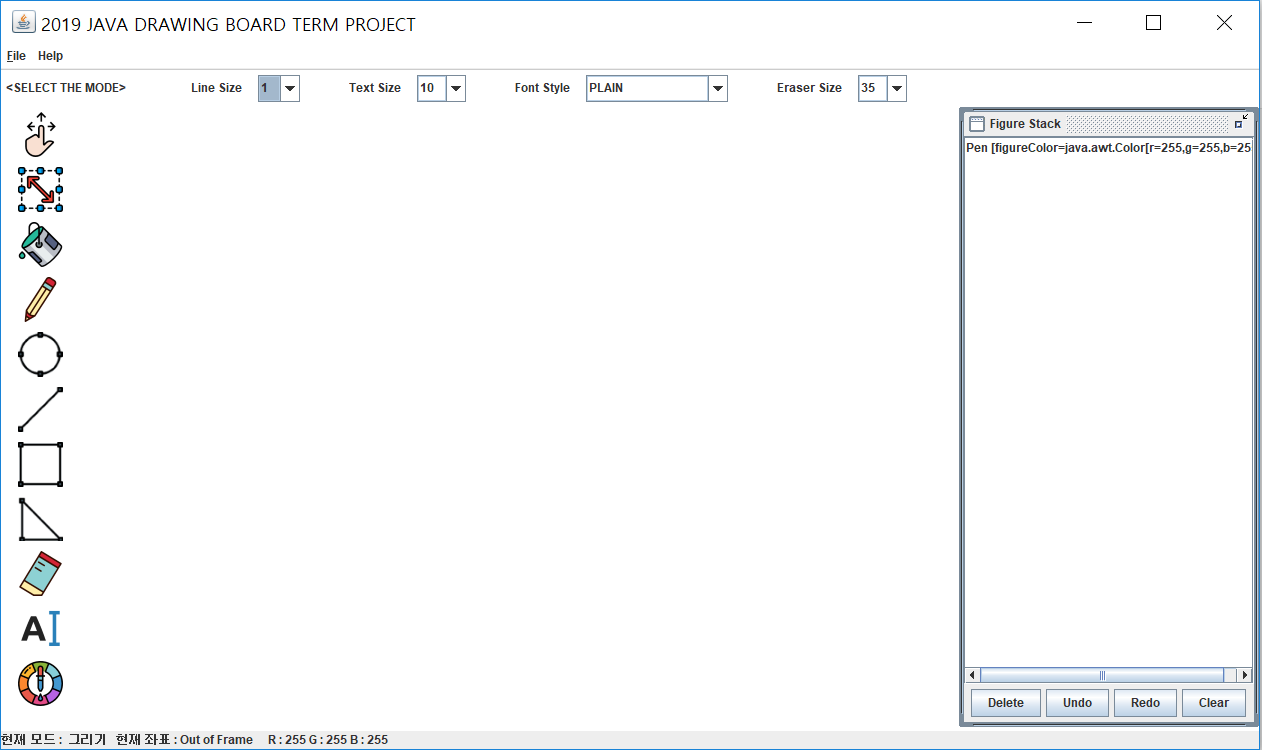 2019 JAVA DRAWING BOARD TERM PROJECT
File Help
<SELECT THE MODE> Line Size 1 Text Size 10 Font Style PLAIN Eraser Size 35
Figure Stack
Pen [figureColor=java.awt.Color[r=255,g=255,b=25
A
Delete Undo Redo Clear
현재 모드 : 그리기 현재 좌표 : Out of Frame R : 255 G : 255 B : 255